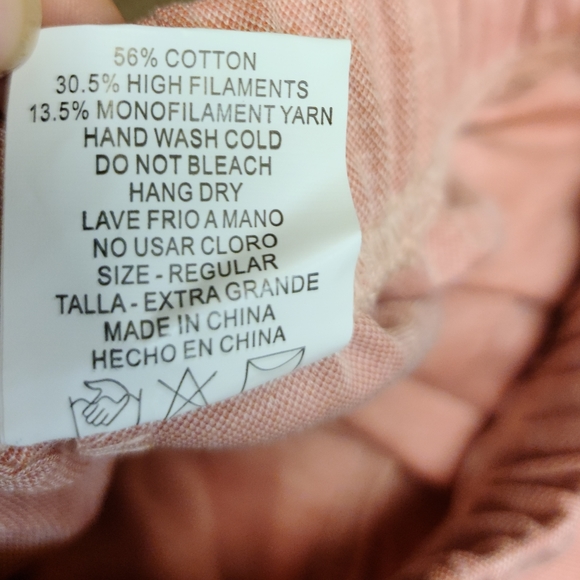 56% COTTON
30.5% HIGH FILAMENTS
13.5% MONOFILAMENT YARN
HAND WASH COLD
DO NOT BLEACH
HANG DRY
LAVE FRIO A MANO
NO USAR CLORO
SIZE - REGULAR
TALLA - EXTRA GRANDE
MADE IN CHINA
HECHO EN CHINA